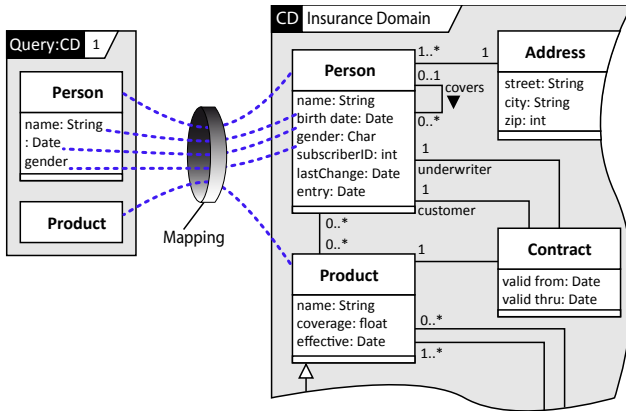 Query:CD 1
Person
name: String
: Date
gender
Product
Mapping
CD Insurance Domain
Person
name: String
birth date: Date
gender: Char
subscriberID: int
lastChange: Date
entry: Date
1..*
1
0..1
covers
▼
0..*
1
underwriter
1
customer
Address
street: String
city: String
zip: int
0..*
0..*
Product
name: String
coverage: float
effective: Date
1
0..*
1..*
Contract
valid from: Date
valid thru: Date